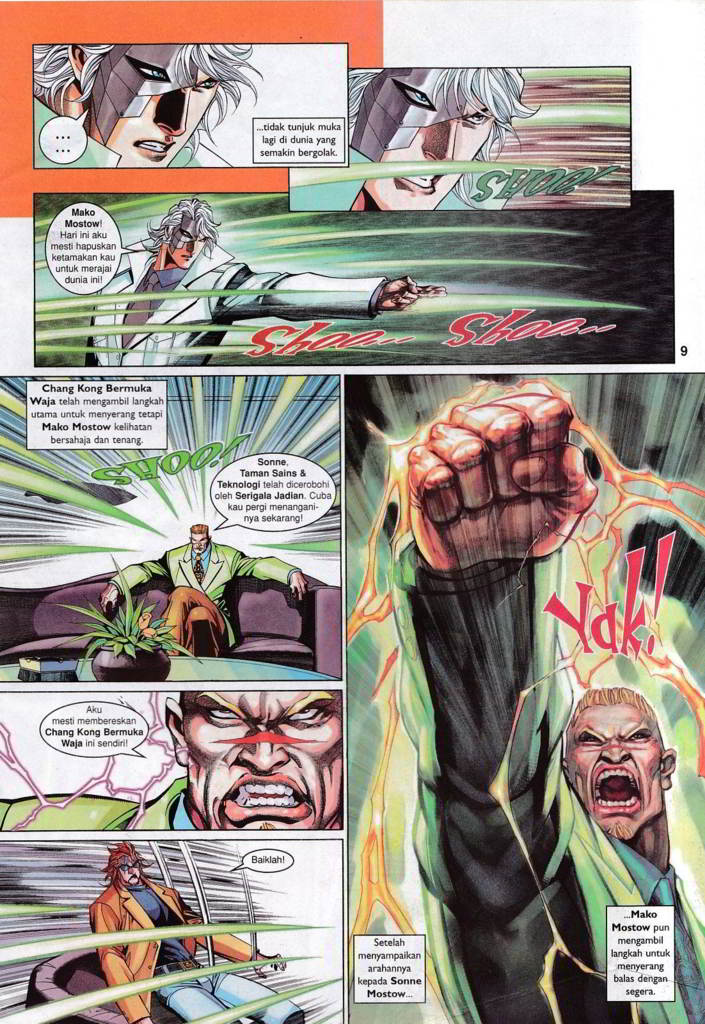 ...
...
...tidak tunjuk muka
lagi di dunia yang
semakin bergolak.
SHOO!
Mako
Mostow!
Hari ini aku
mesti hapuskan
ketamakan kau
untuk merajai
dunia ini!
Shoo...
Shoo...
9
Chang Kong Bermuka
Waja telah mengambil langkah
utama untuk menyerang tetapi
Mako Mostow kelihatan
bersahaja dan tenang.
SHOO!
Sonne,
Taman Sains &
Teknologi telah dicerobohi
oleh Serigala Jadian. Cuba
kau pergi menangani-
nya sekarang!
Aku
mesti membereskan
Chang Kong Bermuka
Waja ini sendiri!
Baiklah!
Yak!
Setelah
menyampaikan
arahannya
kepada Sonne
Mostow...
...Mako
Mostow pun
mengambil
langkah untuk
menyerang
balas dengan
segera.